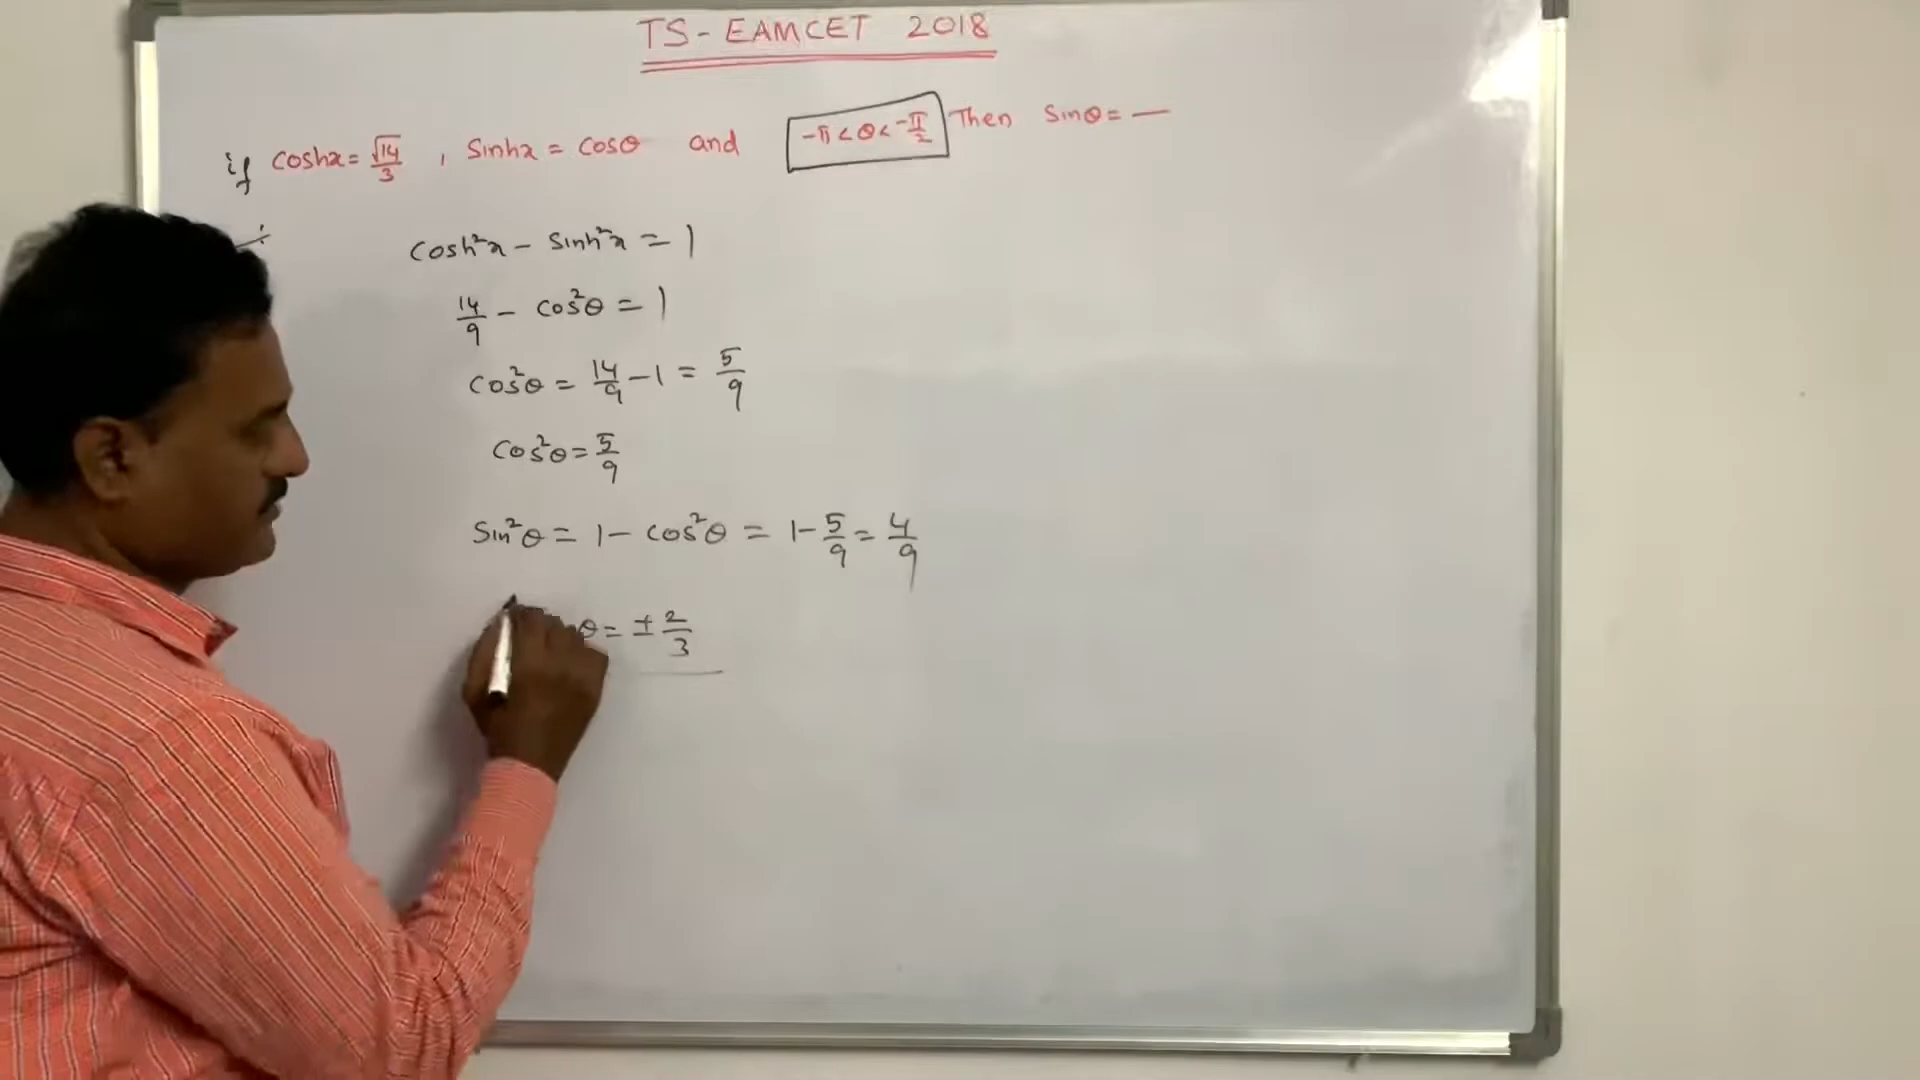 TS-EAMCET 2018
if coshx = √14/3 , Sinhx = cosθ and -π < θ < -π/2 Then Sinθ = —
cosh²x - sinh²x = 1
14/9 - cos²θ = 1
cos²θ = 14/9 - 1 = 5/9
cos²θ = 5/9
Sin²θ = 1 - cos²θ = 1 - 5/9 = 4/9
θ = ± 2/3